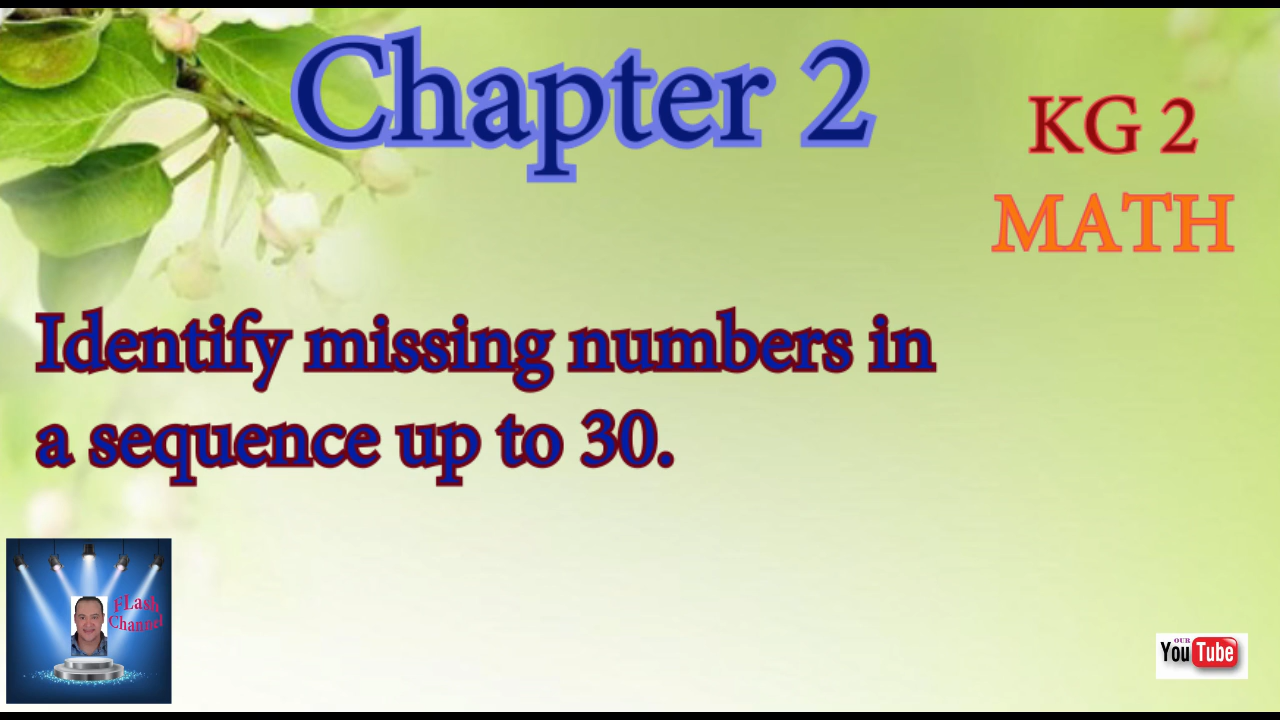 Chapter 2
KG 2
MATH
Identify missing numbers in
a sequence up to 30.
FLash
Channel
OUR
YouTube